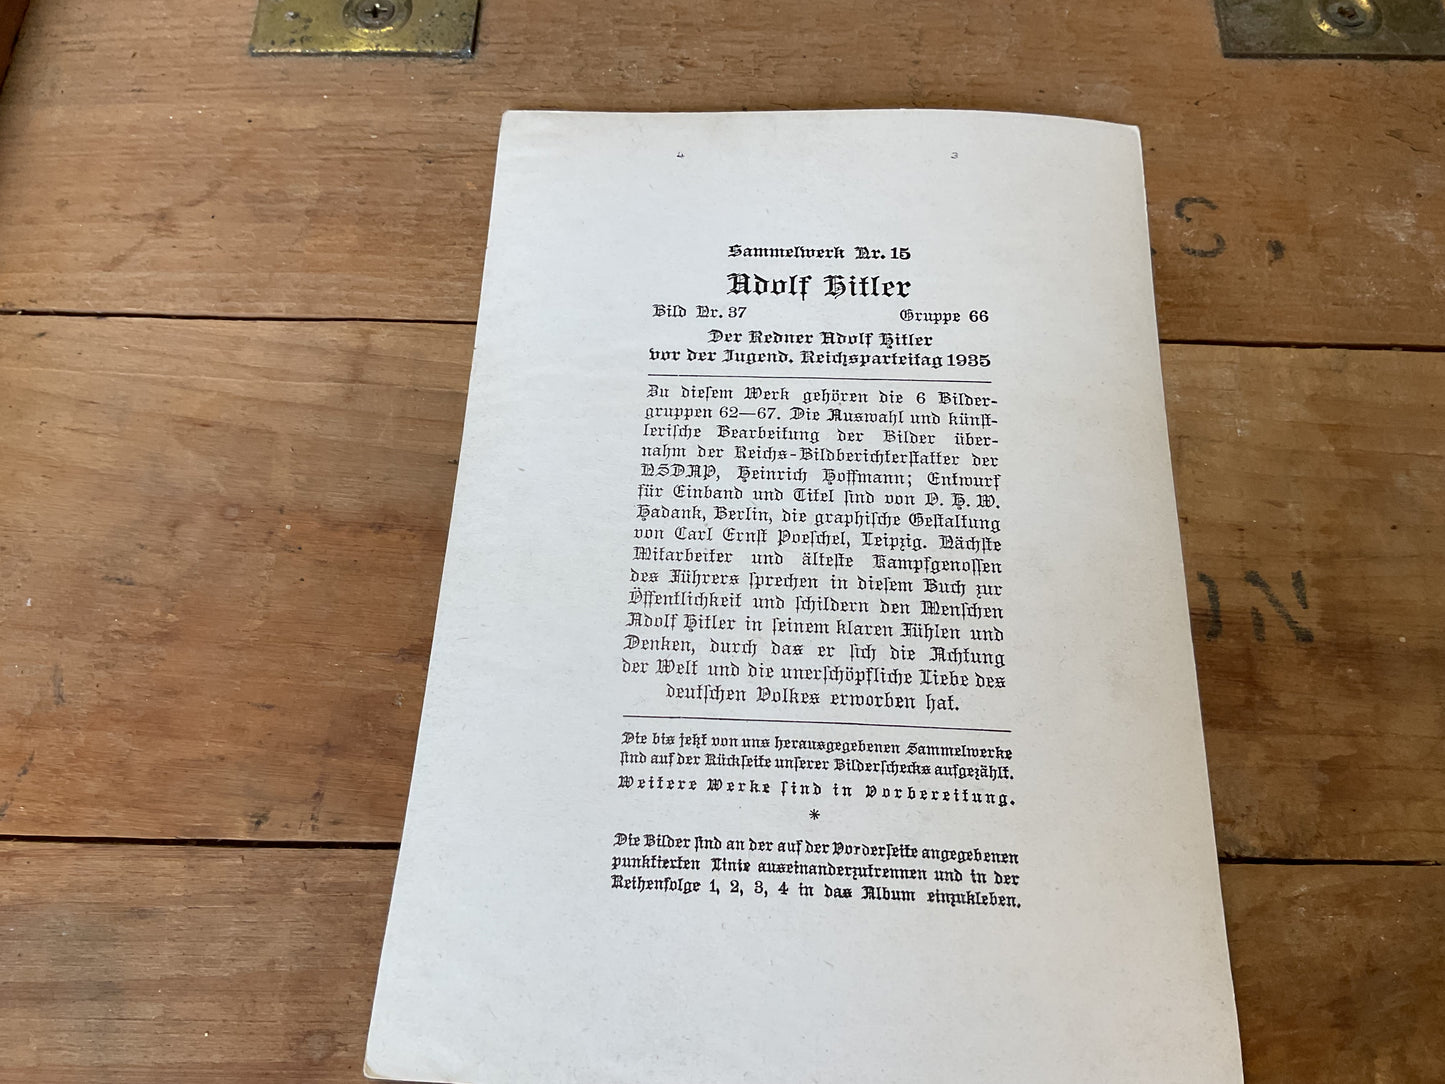 4 3
Sammelwerk Nr. 15
Adolf Hitler
Bild Nr. 37 Gruppe 66
Der Redner Adolf Hitler
vor der Jugend. Reichsparteitag 1935
Zu diesem Werk gehören die 6 Bilder-
gruppen 62—67. Die Auswahl und künst-
lerische Bearbeitung der Bilder über-
nahm der Reichs-Bildberichterstatter der
NSDAP, Heinrich Hoffmann; Entwurf
für Einband und Titel sind von O. H. W.
Hadank, Berlin, die graphische Gestaltung
von Carl Ernst Poeschel, Leipzig. Nächste
Mitarbeiter und älteste Kampfgenossen
des Führers sprechen in diesem Buch zur
Öffentlichkeit und schildern den Menschen
Adolf Hitler in seinem klaren Fühlen und
Denken, durch das er sich die Achtung
der Welt und die unerschöpfliche Liebe des
deutschen Volkes erworben hat.
Die bis jetzt von uns herausgegebenen Sammelwerke
sind auf der Rückseite unserer Bilderschecks aufgezählt.
Weitere Werke sind in Vorbereitung.
*
Die Bilder sind an der auf der Vorderseite angegebenen
punktierten Linie auseinanderzutrennen und in der
Reihenfolge 1, 2, 3, 4 in das Album einzukleben.
S,
ON